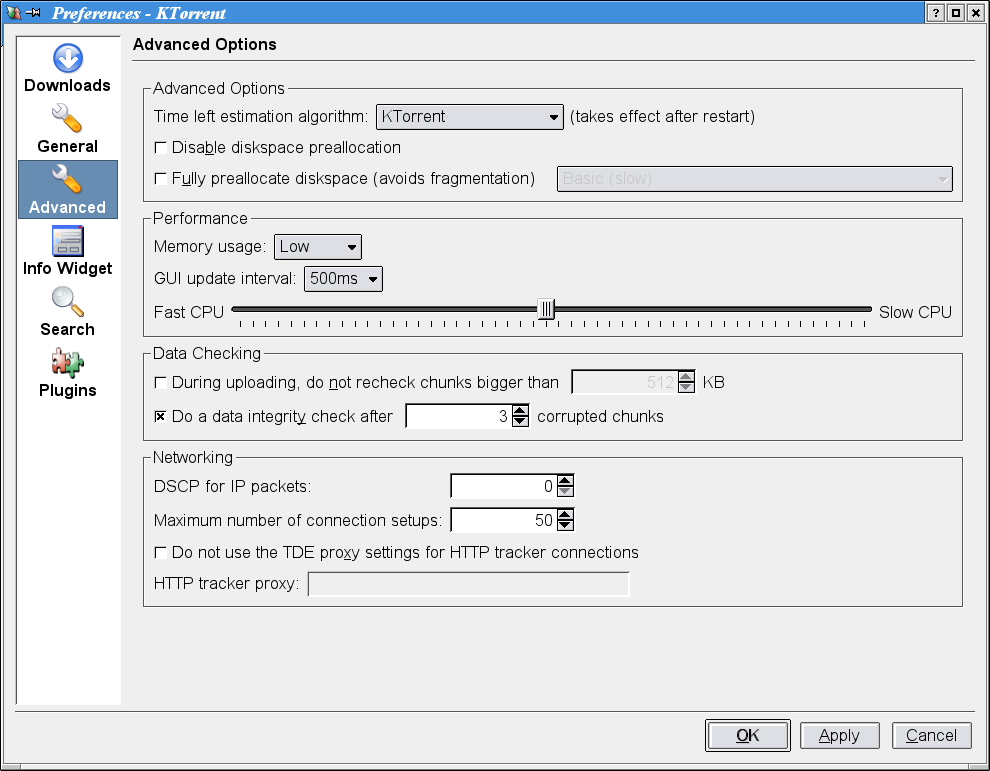 Preferences - KTorrent
Downloads
General
Advanced
Info Widget
Search
Plugins
Advanced Options
Advanced Options
Time left estimation algorithm: KTorrent (takes effect after restart)
Disable diskspace preallocation
Fully preallocate diskspace (avoids fragmentation) Basic (slow)
Performance
Memory usage: Low
GUI update interval: 500ms
Fast CPU Slow CPU
Data Checking
During uploading, do not recheck chunks bigger than 512 KB
Do a data integrity check after 3 corrupted chunks
Networking
DSCP for IP packets: 0
Maximum number of connection setups: 50
Do not use the TDE proxy settings for HTTP tracker connections
HTTP tracker proxy:
OK Apply Cancel